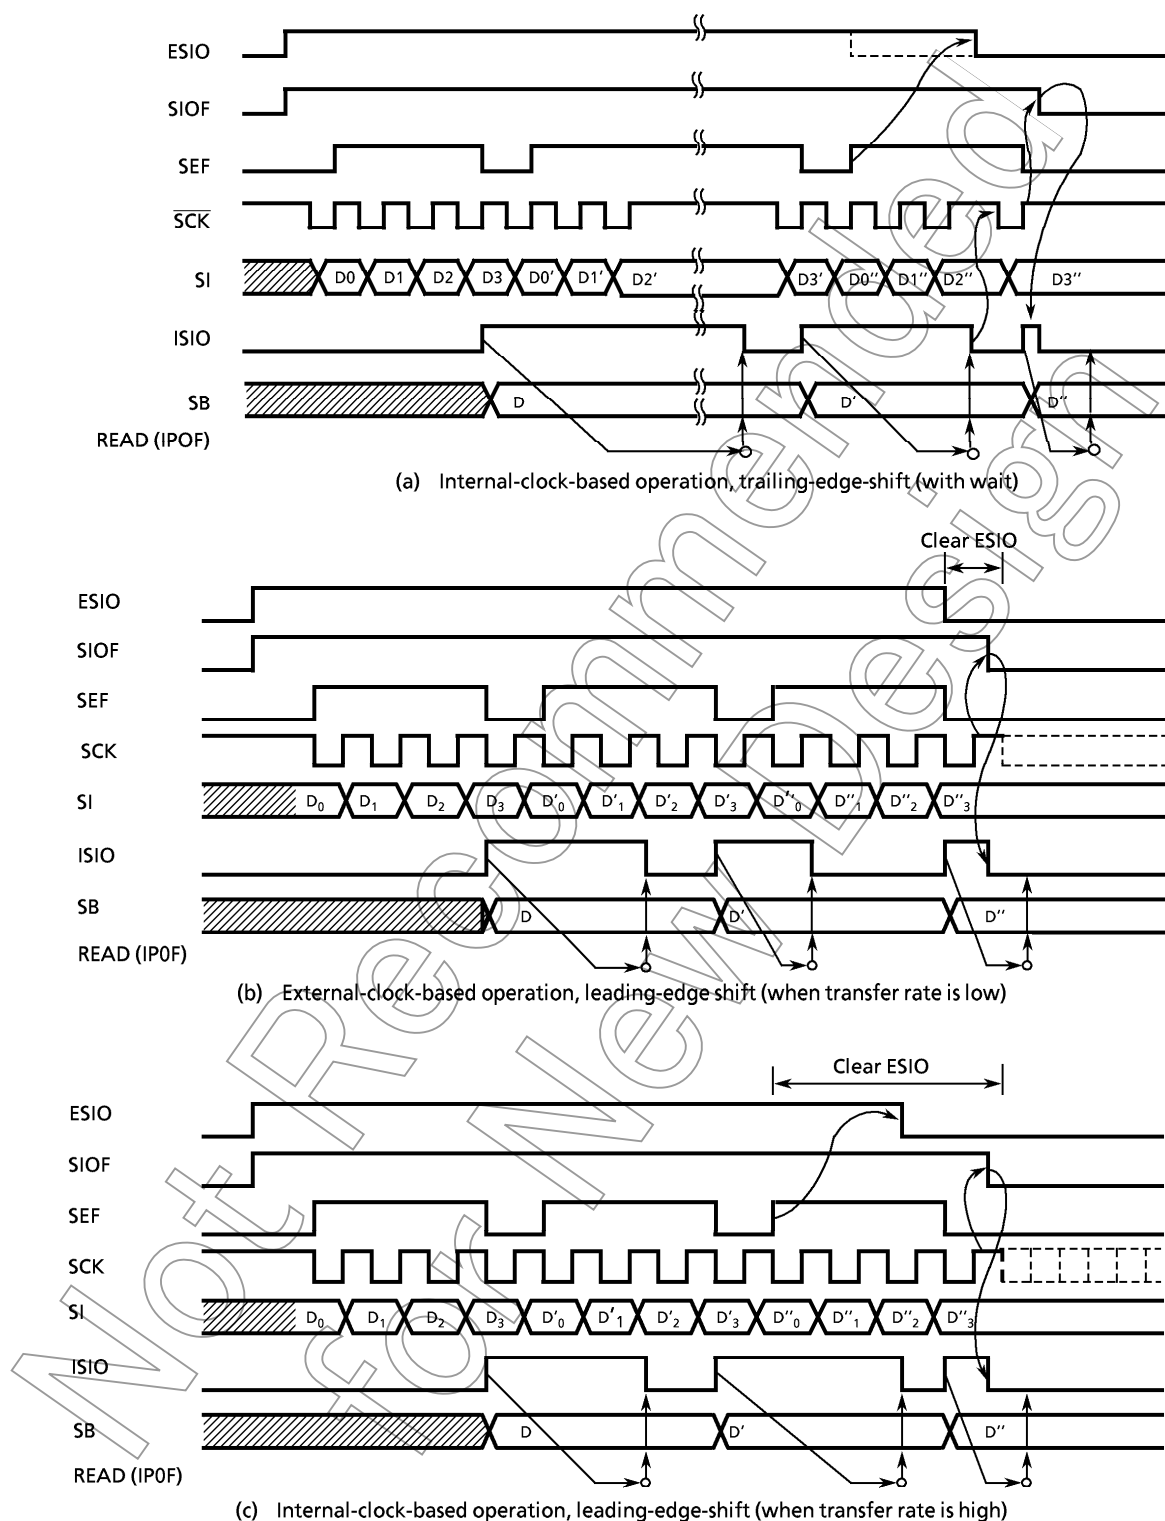 ESIO
SIOF
SEF
SCK
SI D0 D1 D2 D3 D0′ D1′ D2′ D3′ D0′′ D1′′ D2′′ D3′′
ISIO
SB D D′ D′′
READ (IPOF)
(a) Internal-clock-based operation, trailing-edge-shift (with wait)
Clear ESIO
ESIO
SIOF
SEF
SCK
SI D0 D1 D2 D3 D′0 D′1 D′2 D′3 D′′0 D′′1 D′′2 D′′3
ISIO
SB D D′ D′′
READ (IP0F)
(b) External-clock-based operation, leading-edge shift (when transfer rate is low)
Clear ESIO
ESIO
SIOF
SEF
SCK
SI D0 D1 D2 D3 D′0 D′1 D′2 D′3 D′′0 D′′1 D′′2 D′′3
ISIO
SB D D′ D′′
READ (IP0F)
(c) Internal-clock-based operation, leading-edge-shift (when transfer rate is high)
Not Recommended
for New Design